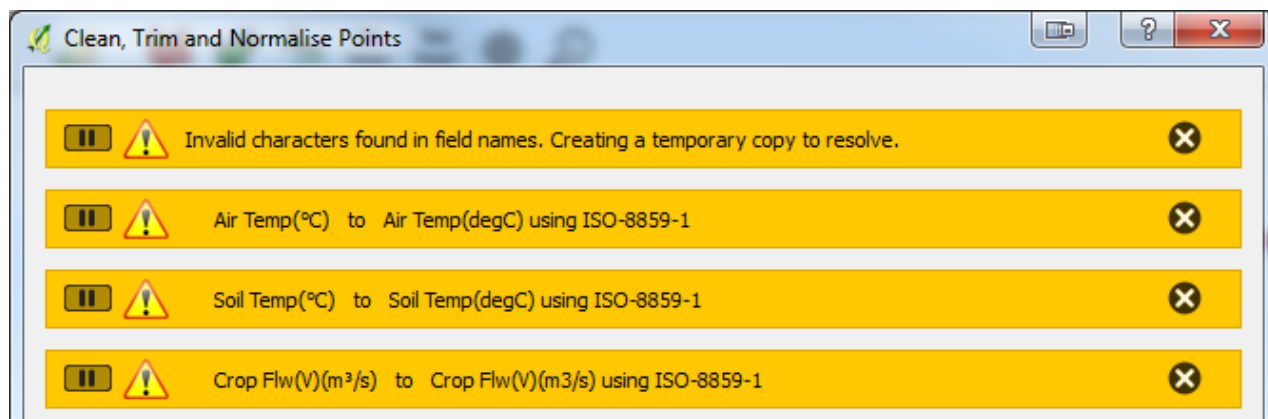 Clean, Trim and Normalise Points
Invalid characters found in field names. Creating a temporary copy to resolve.
Air Temp(°C) to Air Temp(degC) using ISO-8859-1
Soil Temp(°C) to Soil Temp(degC) using ISO-8859-1
Crop Flw(V)(m³/s) to Crop Flw(V)(m3/s) using ISO-8859-1